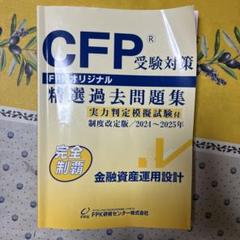 CFP® 受験対策
FPKオリジナル
精選過去問題集
実力判定模擬試験付
制度改定版/2024~2025年
完全
制覇
金融資産運用設計
FPK研修センター株式会社